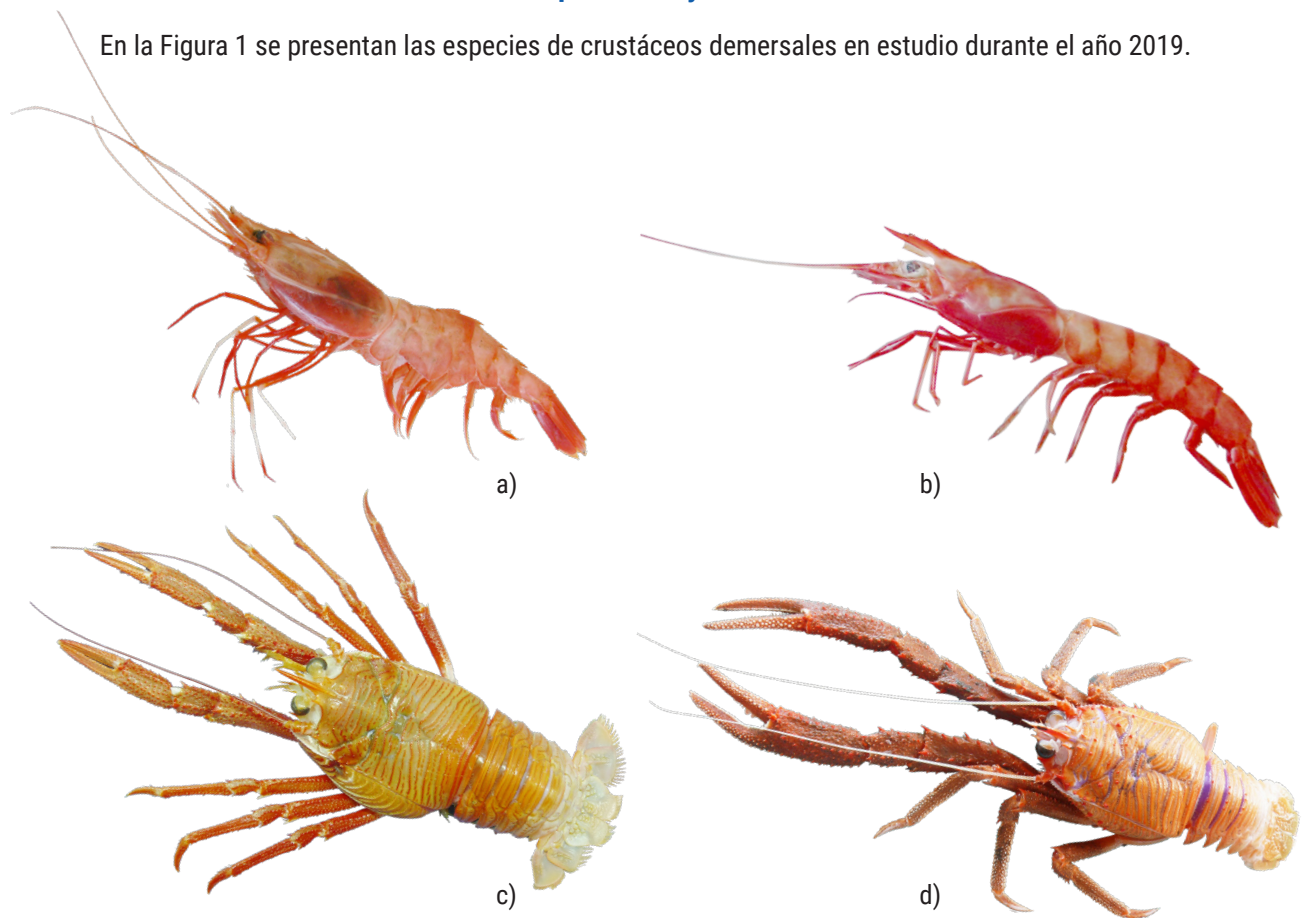 En la Figura 1 se presentan las especies de crustáceos demersales en estudio durante el año 2019.
a)
b)
c)
d)